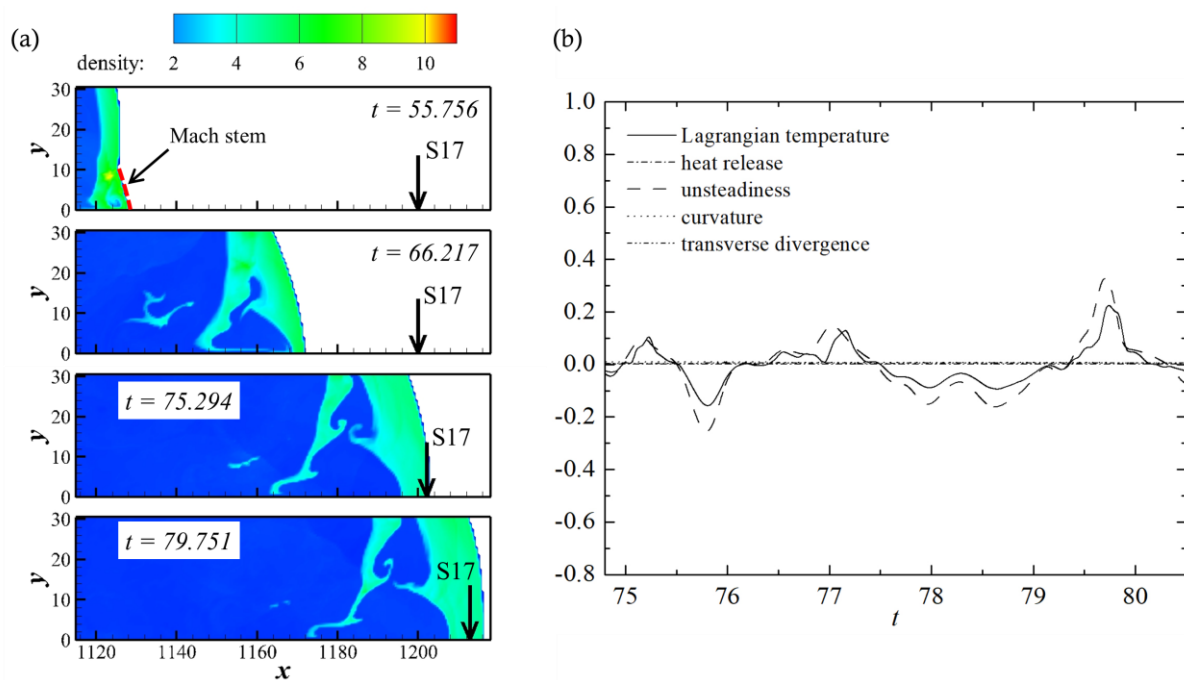 (a)
density: 2 4 6 8 10
30
20
10
0
y
t = 55.756
Mach stem
S17
30
20
10
0
y
t = 66.217
S17
30
20
10
0
y
t = 75.294
S17
30
20
10
0
y
t = 79.751
S17
1120 1140 1160 1180 1200
x
(b)
1.0
0.8
0.6
0.4
0.2
0.0
-0.2
-0.4
-0.6
-0.8
Lagrangian temperature
heat release
unsteadiness
curvature
transverse divergence
75 76 77 78 79 80
t